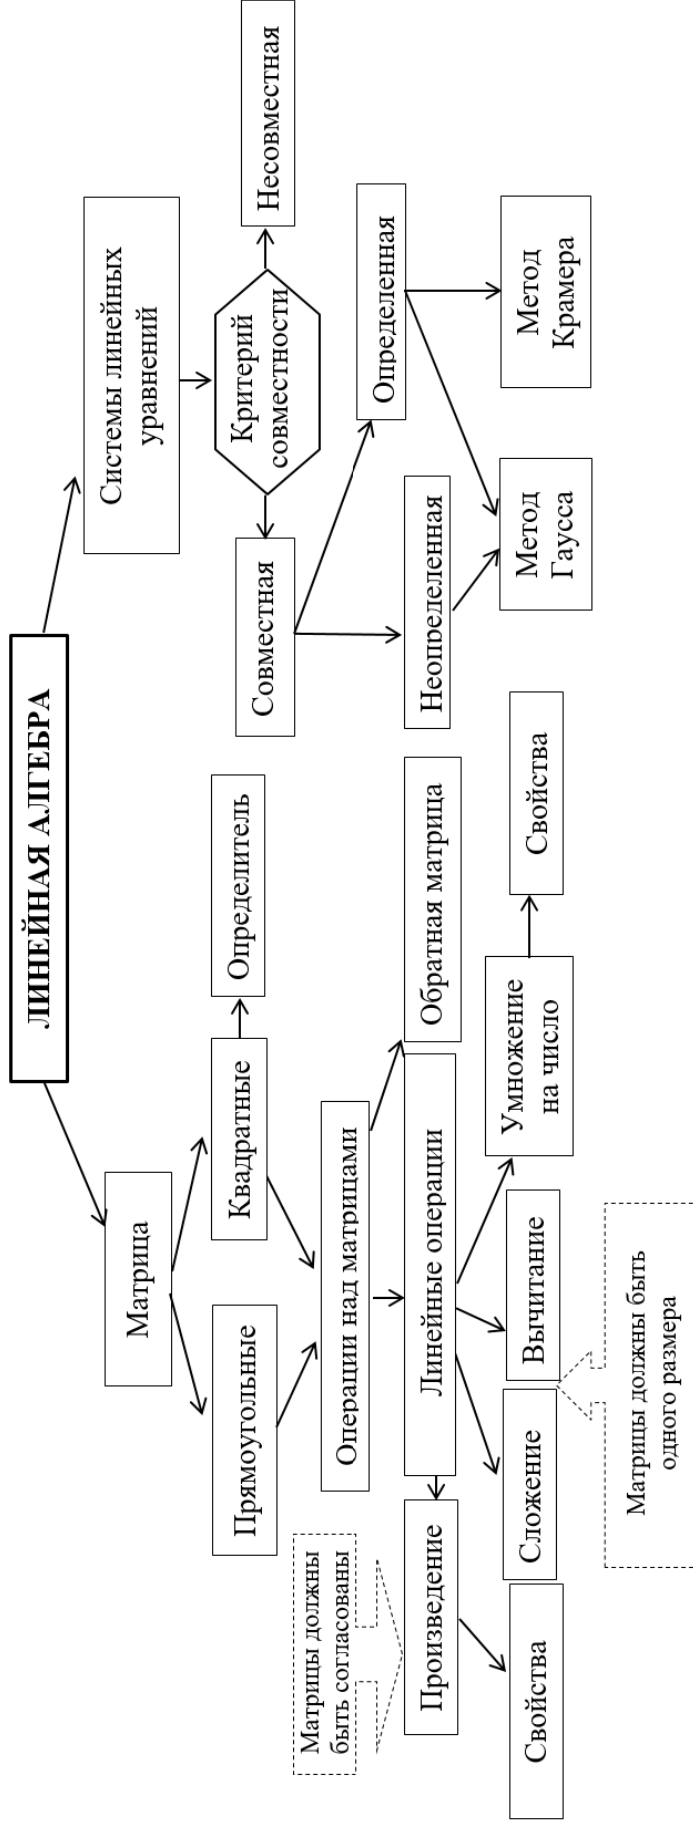 ЛИНЕЙНАЯ АЛГЕБРА
Матрица
Системы линейных
уравнений
Прямоугольные
Квадратные
Определитель
Критерий
совместности
Несовместная
Совместная
Матрицы должны
быть согласованы
Операции над матрицами
Определенная
Произведение
Линейные операции
Обратная матрица
Неопределенная
Свойства
Сложение
Вычитание
Умножение
на число
Свойства
Метод
Гаусса
Метод
Крамера
Матрицы должны быть
одного размера